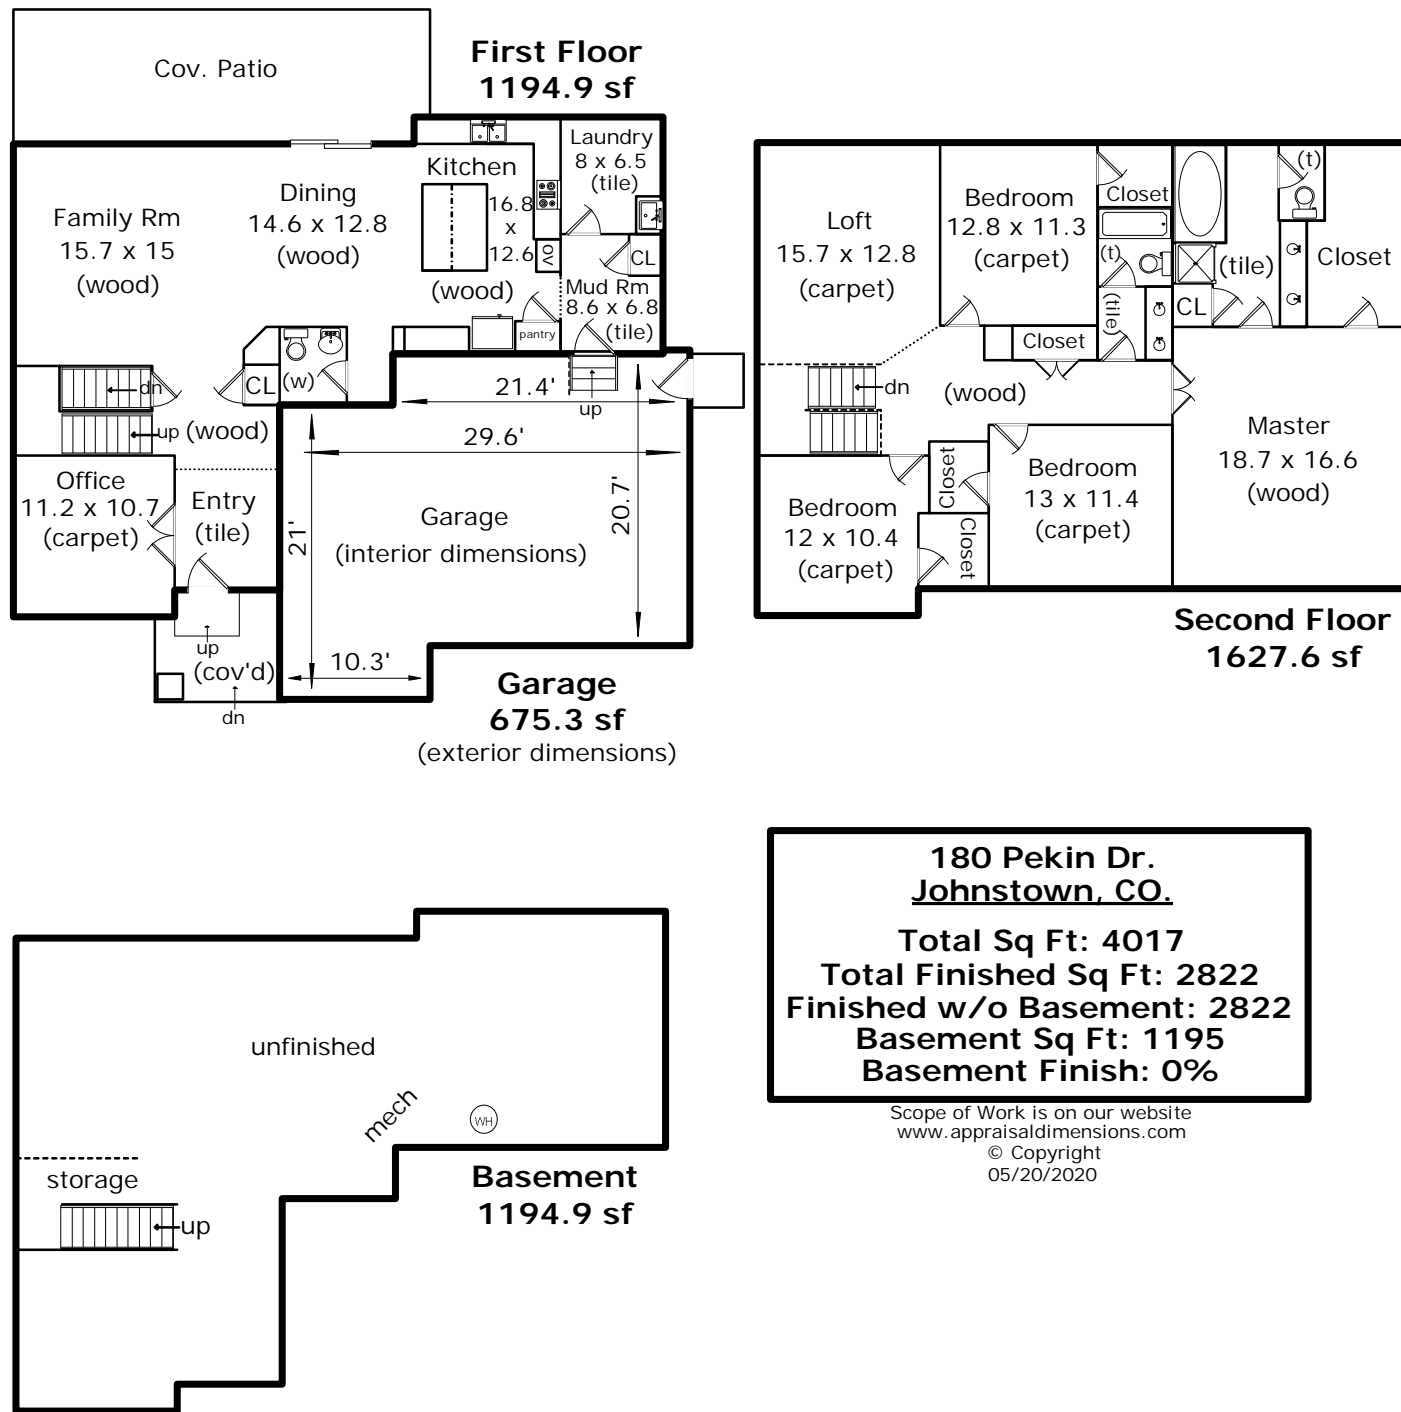 Cov. Patio
First Floor
1194.9 sf
Family Rm
15.7 x 15
(wood)
Dining
14.6 x 12.8
(wood)
Kitchen
16.8
x
12.6
(wood)
OV
Laundry
8 x 6.5
(tile)
CL
Mud Rm
8.6 x 6.8
(tile)
pantry
dn
up
CL
(w)
(wood)
Office
11.2 x 10.7
(carpet)
Entry
(tile)
up
(cov'd)
dn
up
21.4'
29.6'
21'
20.7'
10.3'
Garage
(interior dimensions)
Garage
675.3 sf
(exterior dimensions)
Loft
15.7 x 12.8
(carpet)
Bedroom
12.8 x 11.3
(carpet)
Closet
(t)
(tile)
Closet
(t)
(tile)
CL
Closet
dn
(wood)
Master
18.7 x 16.6
(wood)
Bedroom
12 x 10.4
(carpet)
Closet
Closet
Bedroom
13 x 11.4
(carpet)
Second Floor
1627.6 sf
unfinished
mech
WH
storage
up
Basement
1194.9 sf
180 Pekin Dr.
Johnstown, CO.
Total Sq Ft: 4017
Total Finished Sq Ft: 2822
Finished w/o Basement: 2822
Basement Sq Ft: 1195
Basement Finish: 0%
Scope of Work is on our website
www.appraisaldimensions.com
© Copyright
05/20/2020